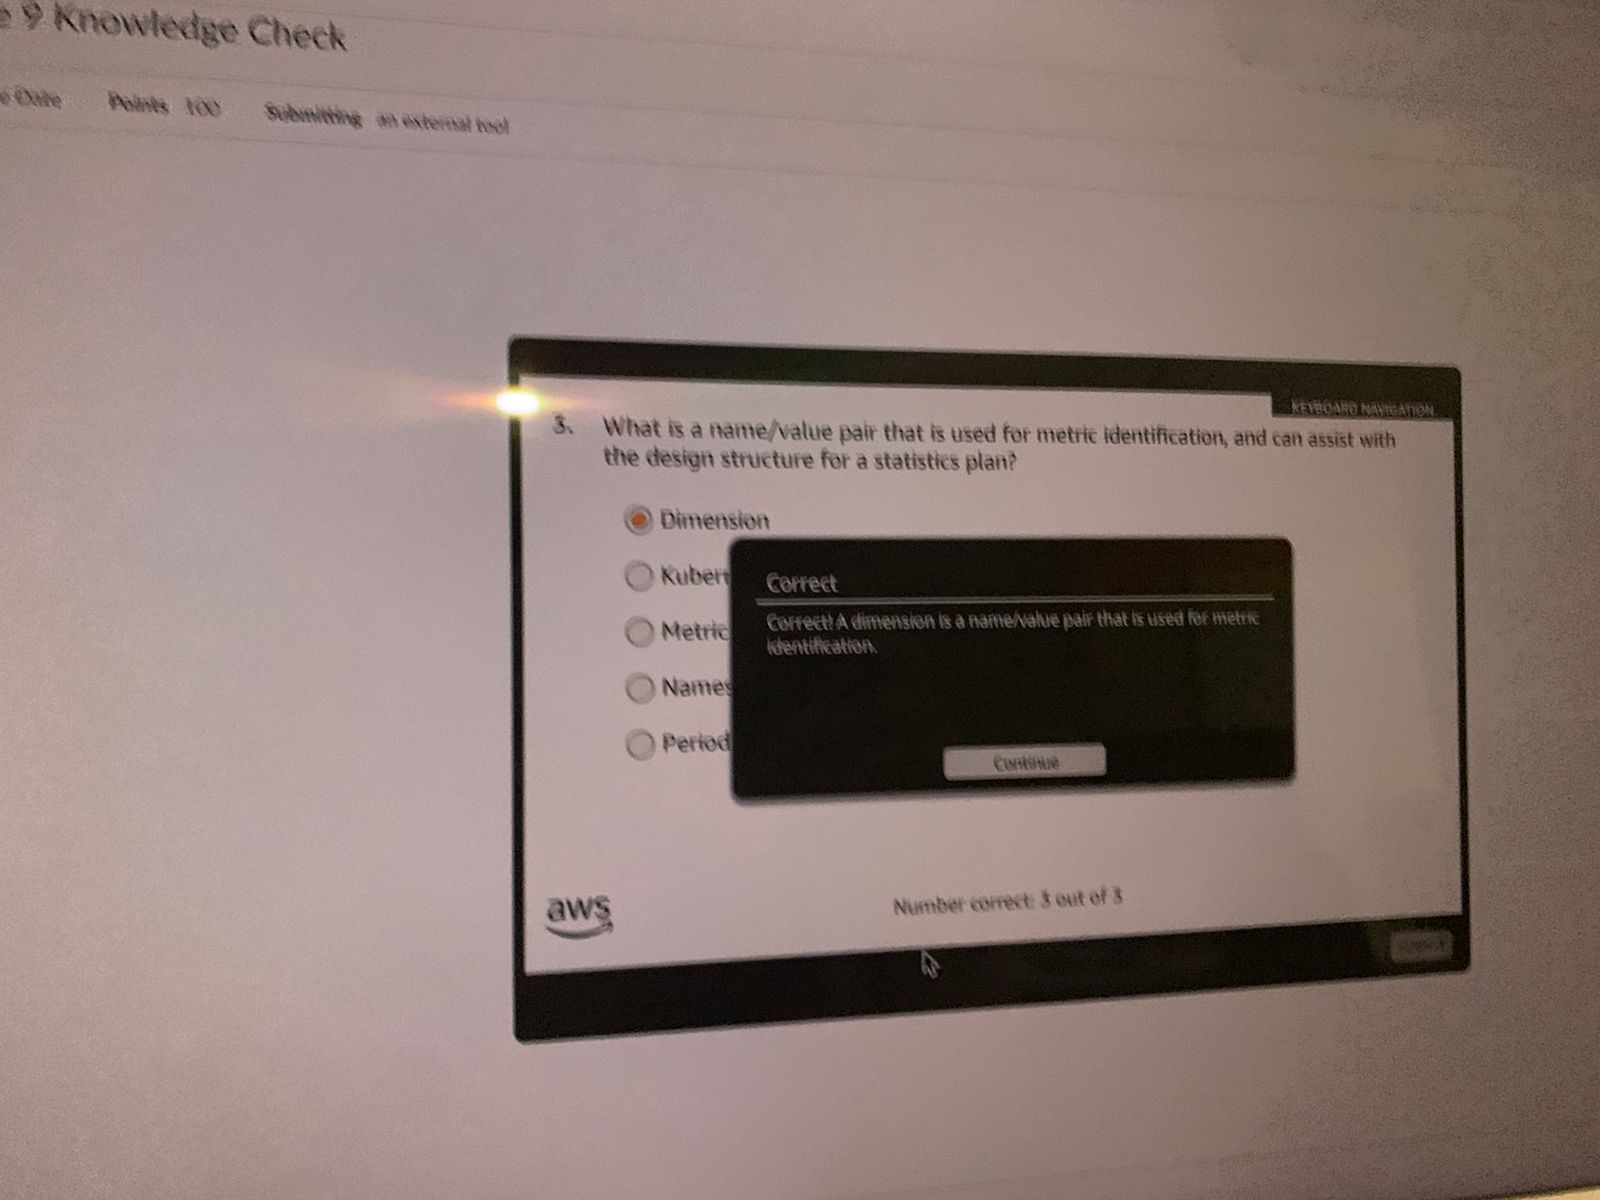 9 Knowledge Check
Date Points 100 Submitting an external tool
KEYBOARD NAVIGATION
3. What is a name/value pair that is used for metric identification, and can assist with
the design structure for a statistics plan?
Dimension
Kubern
Metric
Names
Period
Correct
Correct! A dimension is a name/value pair that is used for metric
identification.
Continue
aws
Number correct: 3 out of 3